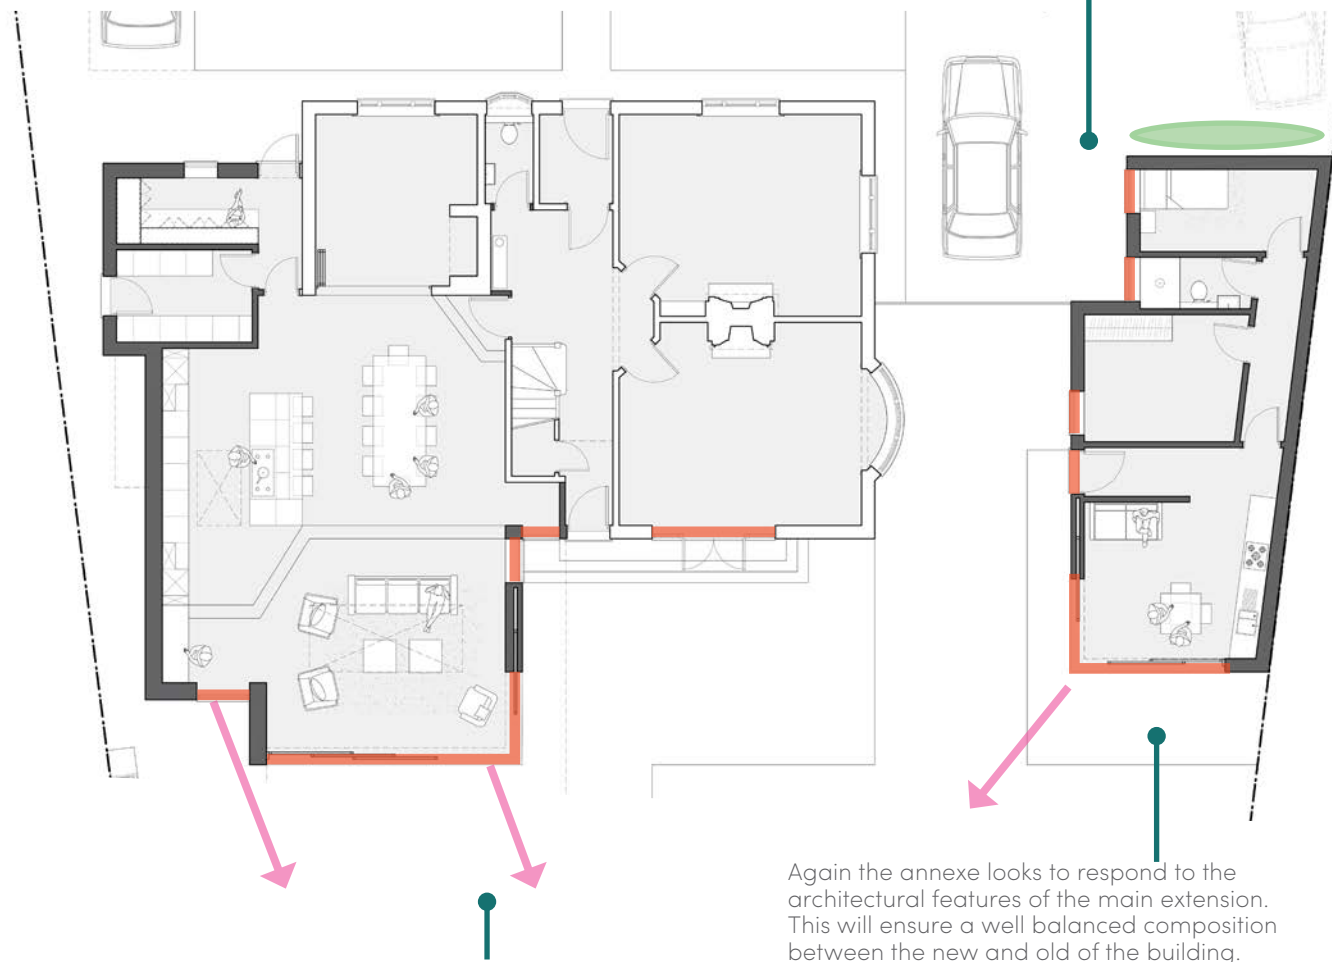 Again the annexe looks to respond to the
architectural features of the main extension.
This will ensure a well balanced composition
between the new and old of the building.